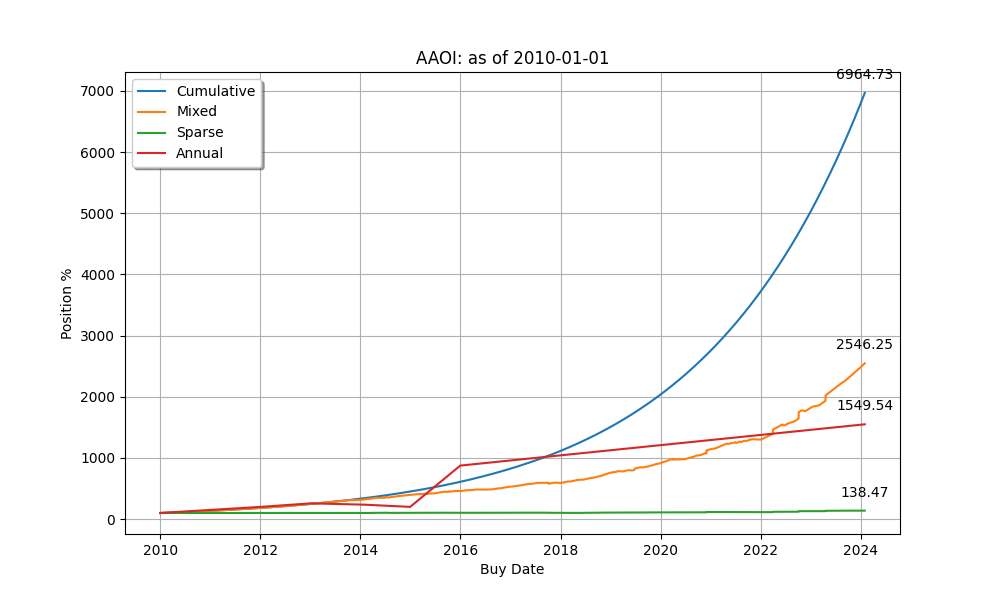 AAOI: as of 2010-01-01
6964.73
7000
Cumulative
Mixed
Sparse
Annual
6000
5000
4000
3000
2546.25
2000
1549.54
1000
138.47
0
Position %
2010 2012 2014 2016 2018 2020 2022 2024
Buy Date